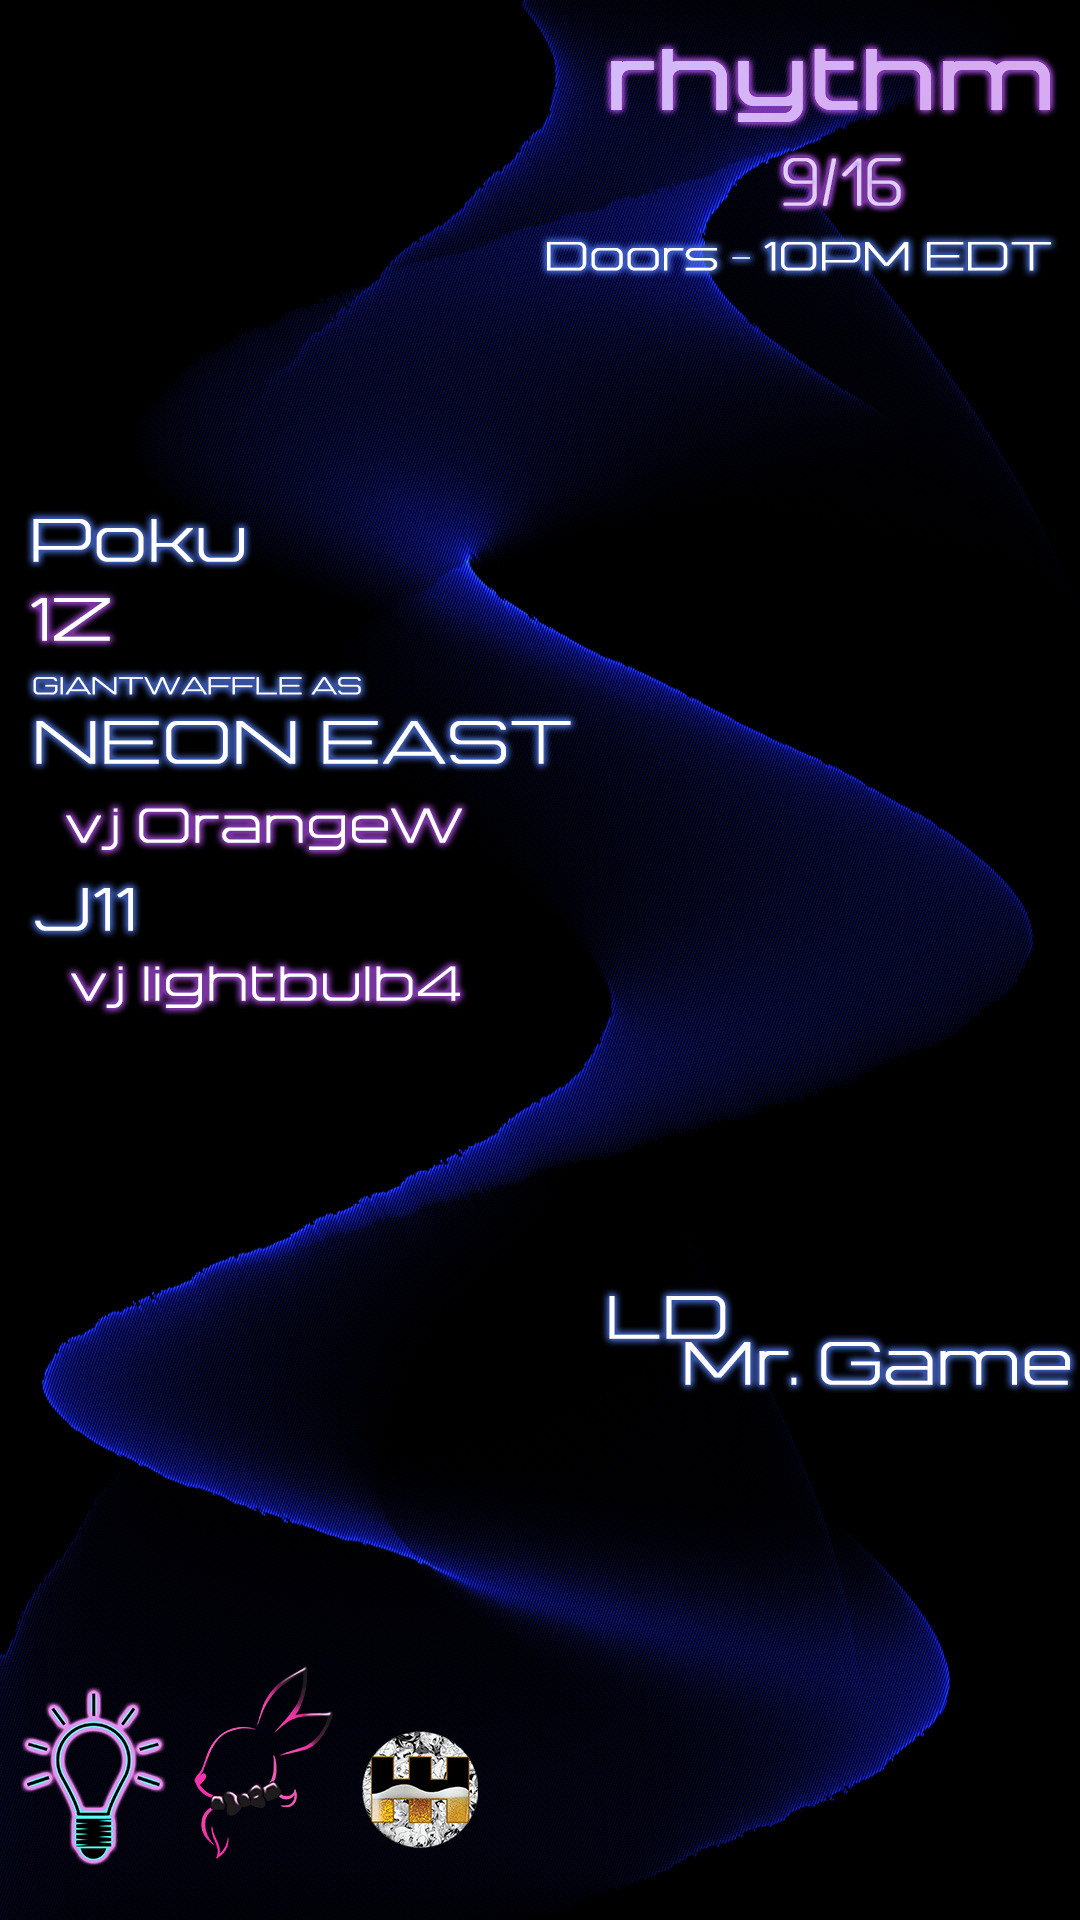 rhythm
9/16
Doors - 10PM EDT
Poku
1Z
GIANTWAFFLE AS
NEON EAST
vj OrangeW
J11
vj lightbulb4
LD
Mr. Game